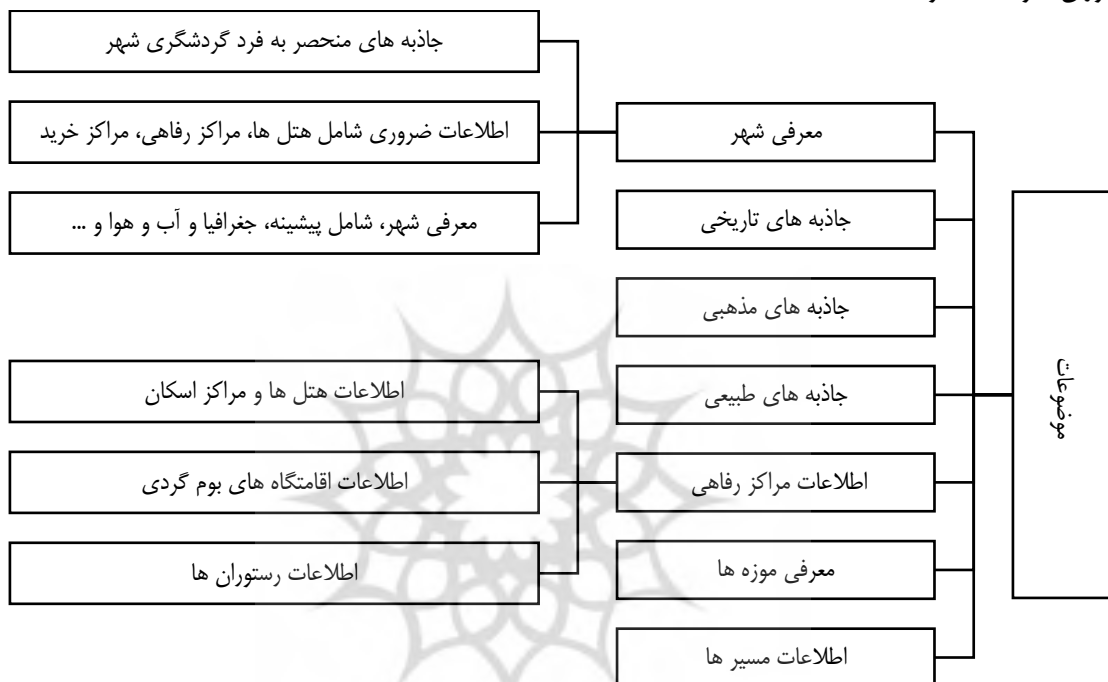 موضوعات
معرفی شهر
جاذبه های منحصر به فرد گردشگری شهر
اطلاعات ضروری شامل هتل ها، مراکز رفاهی، مراکز خرید
معرفی شهر، شامل پیشینه، جغرافیا و آب و هوا و ...
جاذبه های تاریخی
جاذبه های مذهبی
جاذبه های طبیعی
اطلاعات مراکز رفاهی
اطلاعات هتل ها و مراکز اسکان
اطلاعات اقامتگاه های بوم گردی
اطلاعات رستوران ها
معرفی موزه ها
اطلاعات مسیر ها